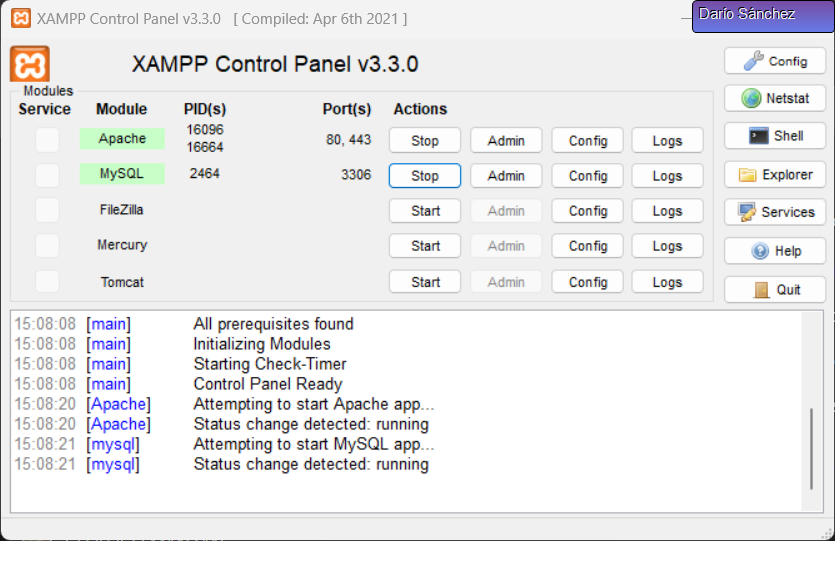 XAMPP Control Panel v3.3.0 [ Compiled: Apr 6th 2021 ]
Darío Sánchez
XAMPP Control Panel v3.3.0
Config
Modules
Service Module PID(s) Port(s) Actions
Netstat
Apache 16096 16664 80, 443 Stop Admin Config Logs
Shell
MySQL 2464 3306 Stop Admin Config Logs
Explorer
FileZilla Start Admin Config Logs
Services
Mercury Start Admin Config Logs
Help
Tomcat Start Admin Config Logs
Quit
15:08:08 [main] All prerequisites found
15:08:08 [main] Initializing Modules
15:08:08 [main] Starting Check-Timer
15:08:08 [main] Control Panel Ready
15:08:20 [Apache] Attempting to start Apache app...
15:08:20 [Apache] Status change detected: running
15:08:21 [mysql] Attempting to start MySQL app...
15:08:21 [mysql] Status change detected: running